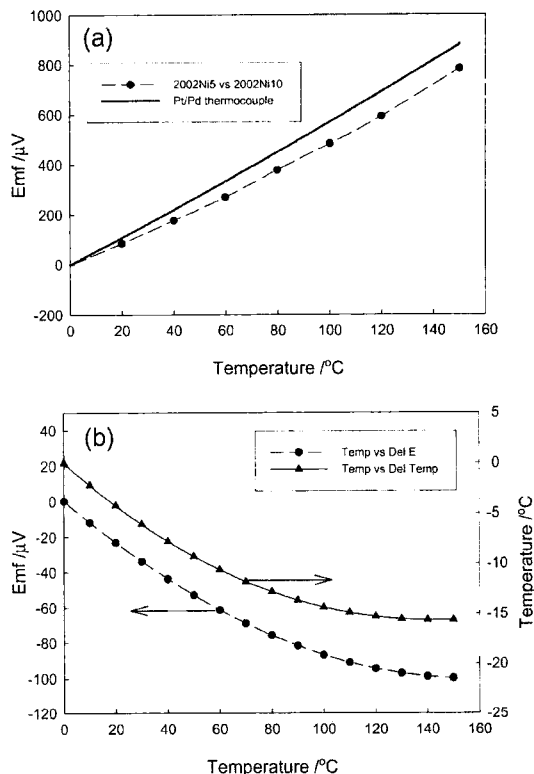 (a)
1000
800
600
400
200
0
-200
Emf /µV
2002Ni5 vs 2002Ni10
Pt/Pd thermocouple
0 20 40 60 80 100 120 140 160
Temperature /°C
(b)
40
20
0
-20
-40
-60
-80
-100
-120
Emf /µV
Temp vs Del E
Temp vs Del Temp
5
0
-5
-10
-15
-20
-25
Temperature /°C
0 20 40 60 80 100 120 140 160
Temperature /°C